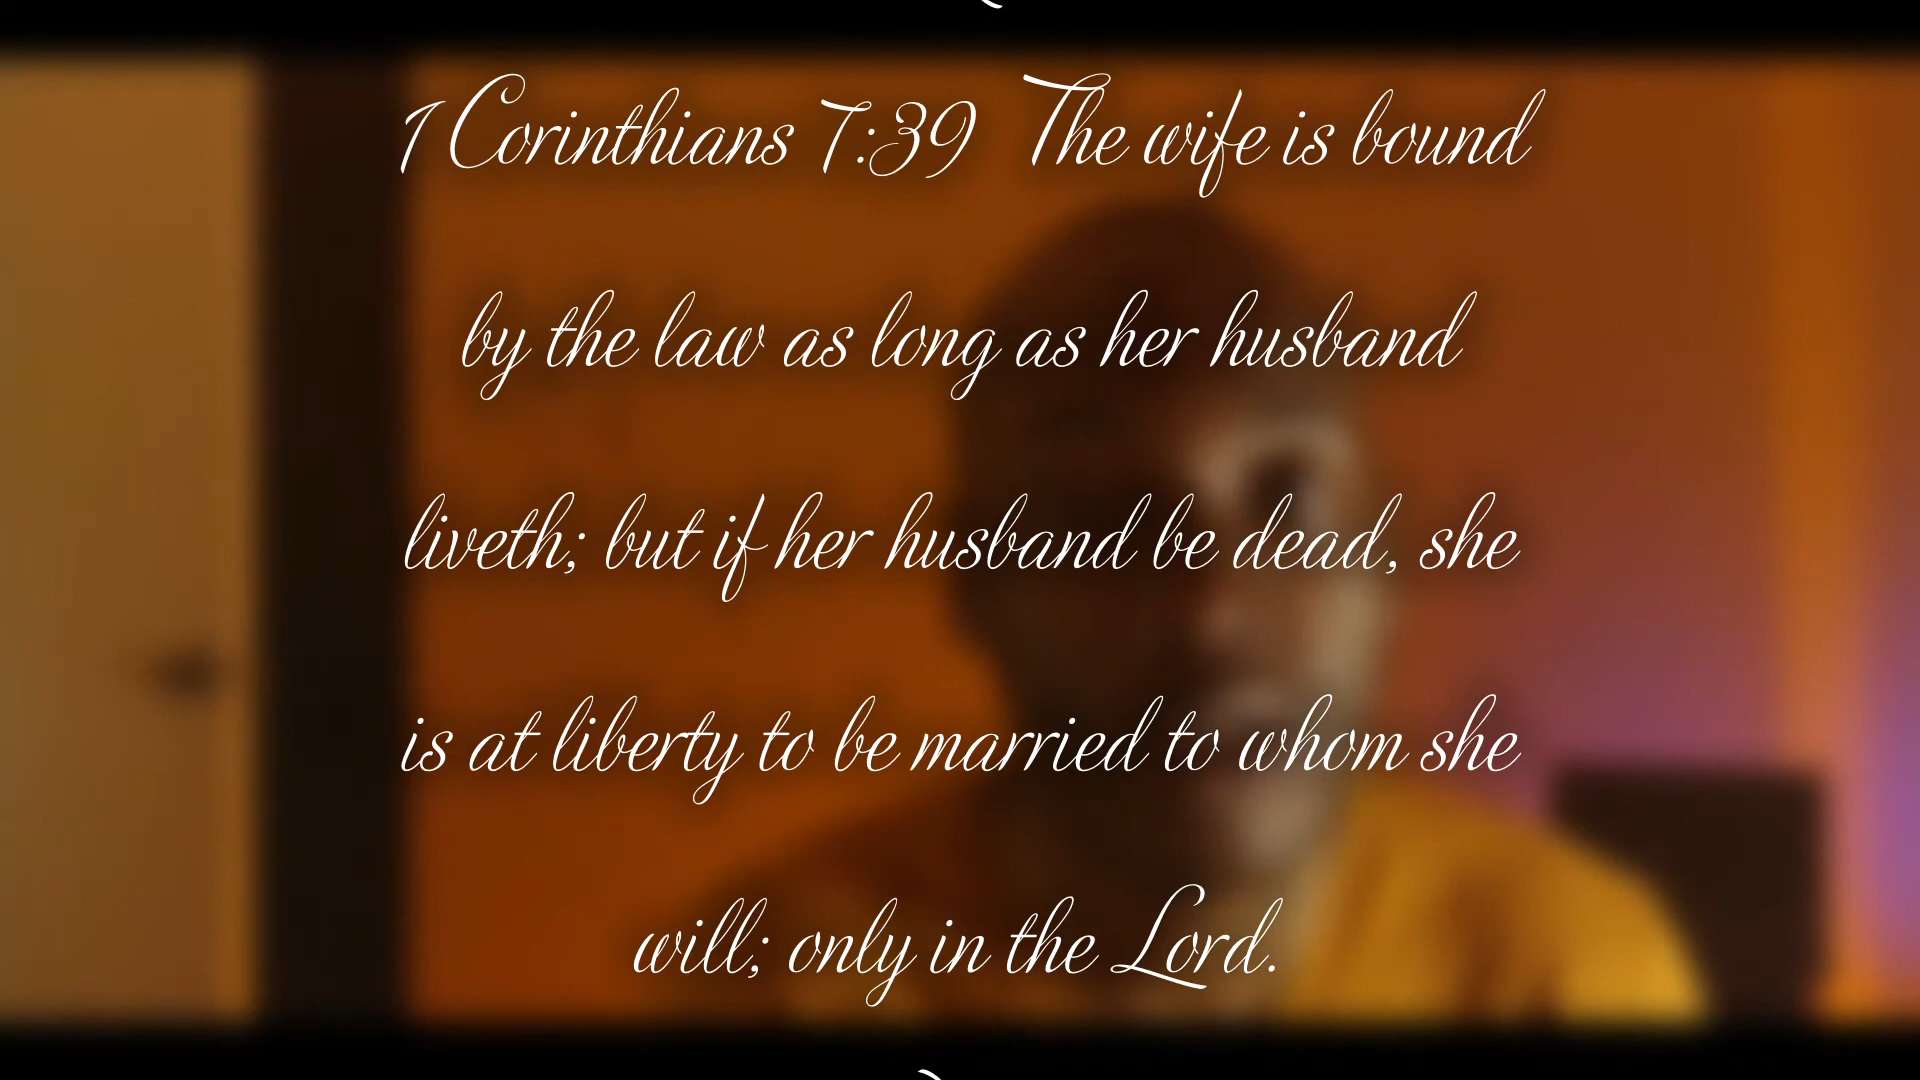 1 Corinthians 7:39 The wife is bound
by the law as long as her husband
liveth; but if her husband be dead, she
is at liberty to be married to whom she
will; only in the Lord.